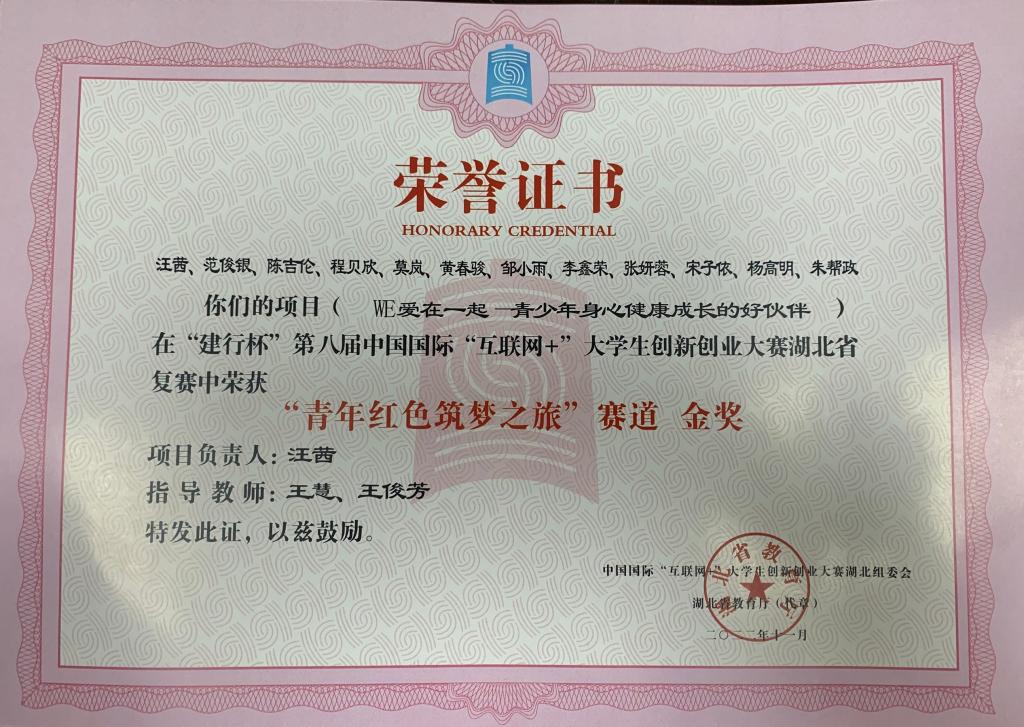 荣誉证书
HONORARY CREDENTIAL
汪茜、范俊银、陈吉伦、程贝欣、莫岚、黄春骏、邹小雨、李鑫荣、张妍蓉、宋子依、杨高明、朱帮政
你们的项目（ WE爱在一起—青少年身心健康成长的好伙伴 ）
在“建行杯”第八届中国国际“互联网+”大学生创新创业大赛湖北省
复赛中荣获
“青年红色筑梦之旅”赛道 金奖
项目负责人：汪茜
指导教师：王慧、王俊芳
特发此证，以兹鼓励。
中国国际“互联网+”大学生创新创业大赛湖北组委会
湖北省教育厅（代章）
二〇二二年十一月
湖北省教育厅